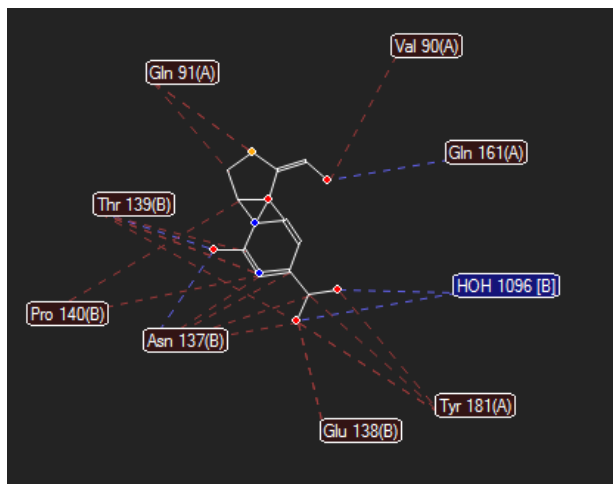 Val 90(A)
Gln 91(A)
Gln 161(A)
Thr 139(B)
HOH 1096 [B]
Pro 140(B)
Asn 137(B)
Tyr 181(A)
Glu 138(B)